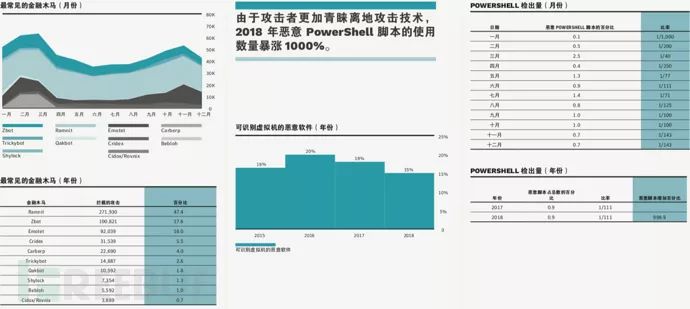 最常见的金融木马（月份）
80K
70K
60K
50K
40K
30K
20K
10K
0
一月 二月 三月 四月 五月 六月 七月 八月 九月 十月 十一月 十二月
Zbot Ramnit Emotet Carberp
Trickybot Qakbot Cridex Bebloh
Shylock Cidox/Rovnix
最常见的金融木马（年份）
金融木马 拦截的攻击 百分比
Ramnit 271,930 47.4
Zbot 100,821 17.6
Emotet 92,039 16.0
Cridex 31,539 5.5
Carberp 22,690 4.0
Trickybot 14,887 2.6
Qakbot 10,592 1.8
Shylock 7,354 1.3
Bebloh 5,592 1.0
Cidox/Rovnix 3,889 0.7
由于攻击者更加青睐离地攻击技术，
2018 年恶意 PowerShell 脚本的使用
数量暴涨 1000%。
可识别虚拟机的恶意软件（年份）
25%
20%
15%
10%
5%
0
16%
20%
18%
15%
2015 2016 2017 2018
可识别虚拟机的恶意软件
POWERSHELL 检出量（月份）
日期 恶意 POWERSHELL 脚本的百分比 比率
一月 0.1 1/1,000
二月 0.5 1/200
三月 2.5 1/40
四月 0.4 1/250
五月 1.3 1/77
六月 0.9 1/111
七月 1.4 1/71
八月 0.8 1/125
九月 1.0 1/100
十月 1.0 1/100
十一月 0.7 1/143
十二月 0.7 1/143
POWERSHELL 检出量（年份）
年份 恶意脚本占总数的百分比 比率 恶意脚本增加百分比
2017 0.9 1/111
2018 0.9 1/111 998.9